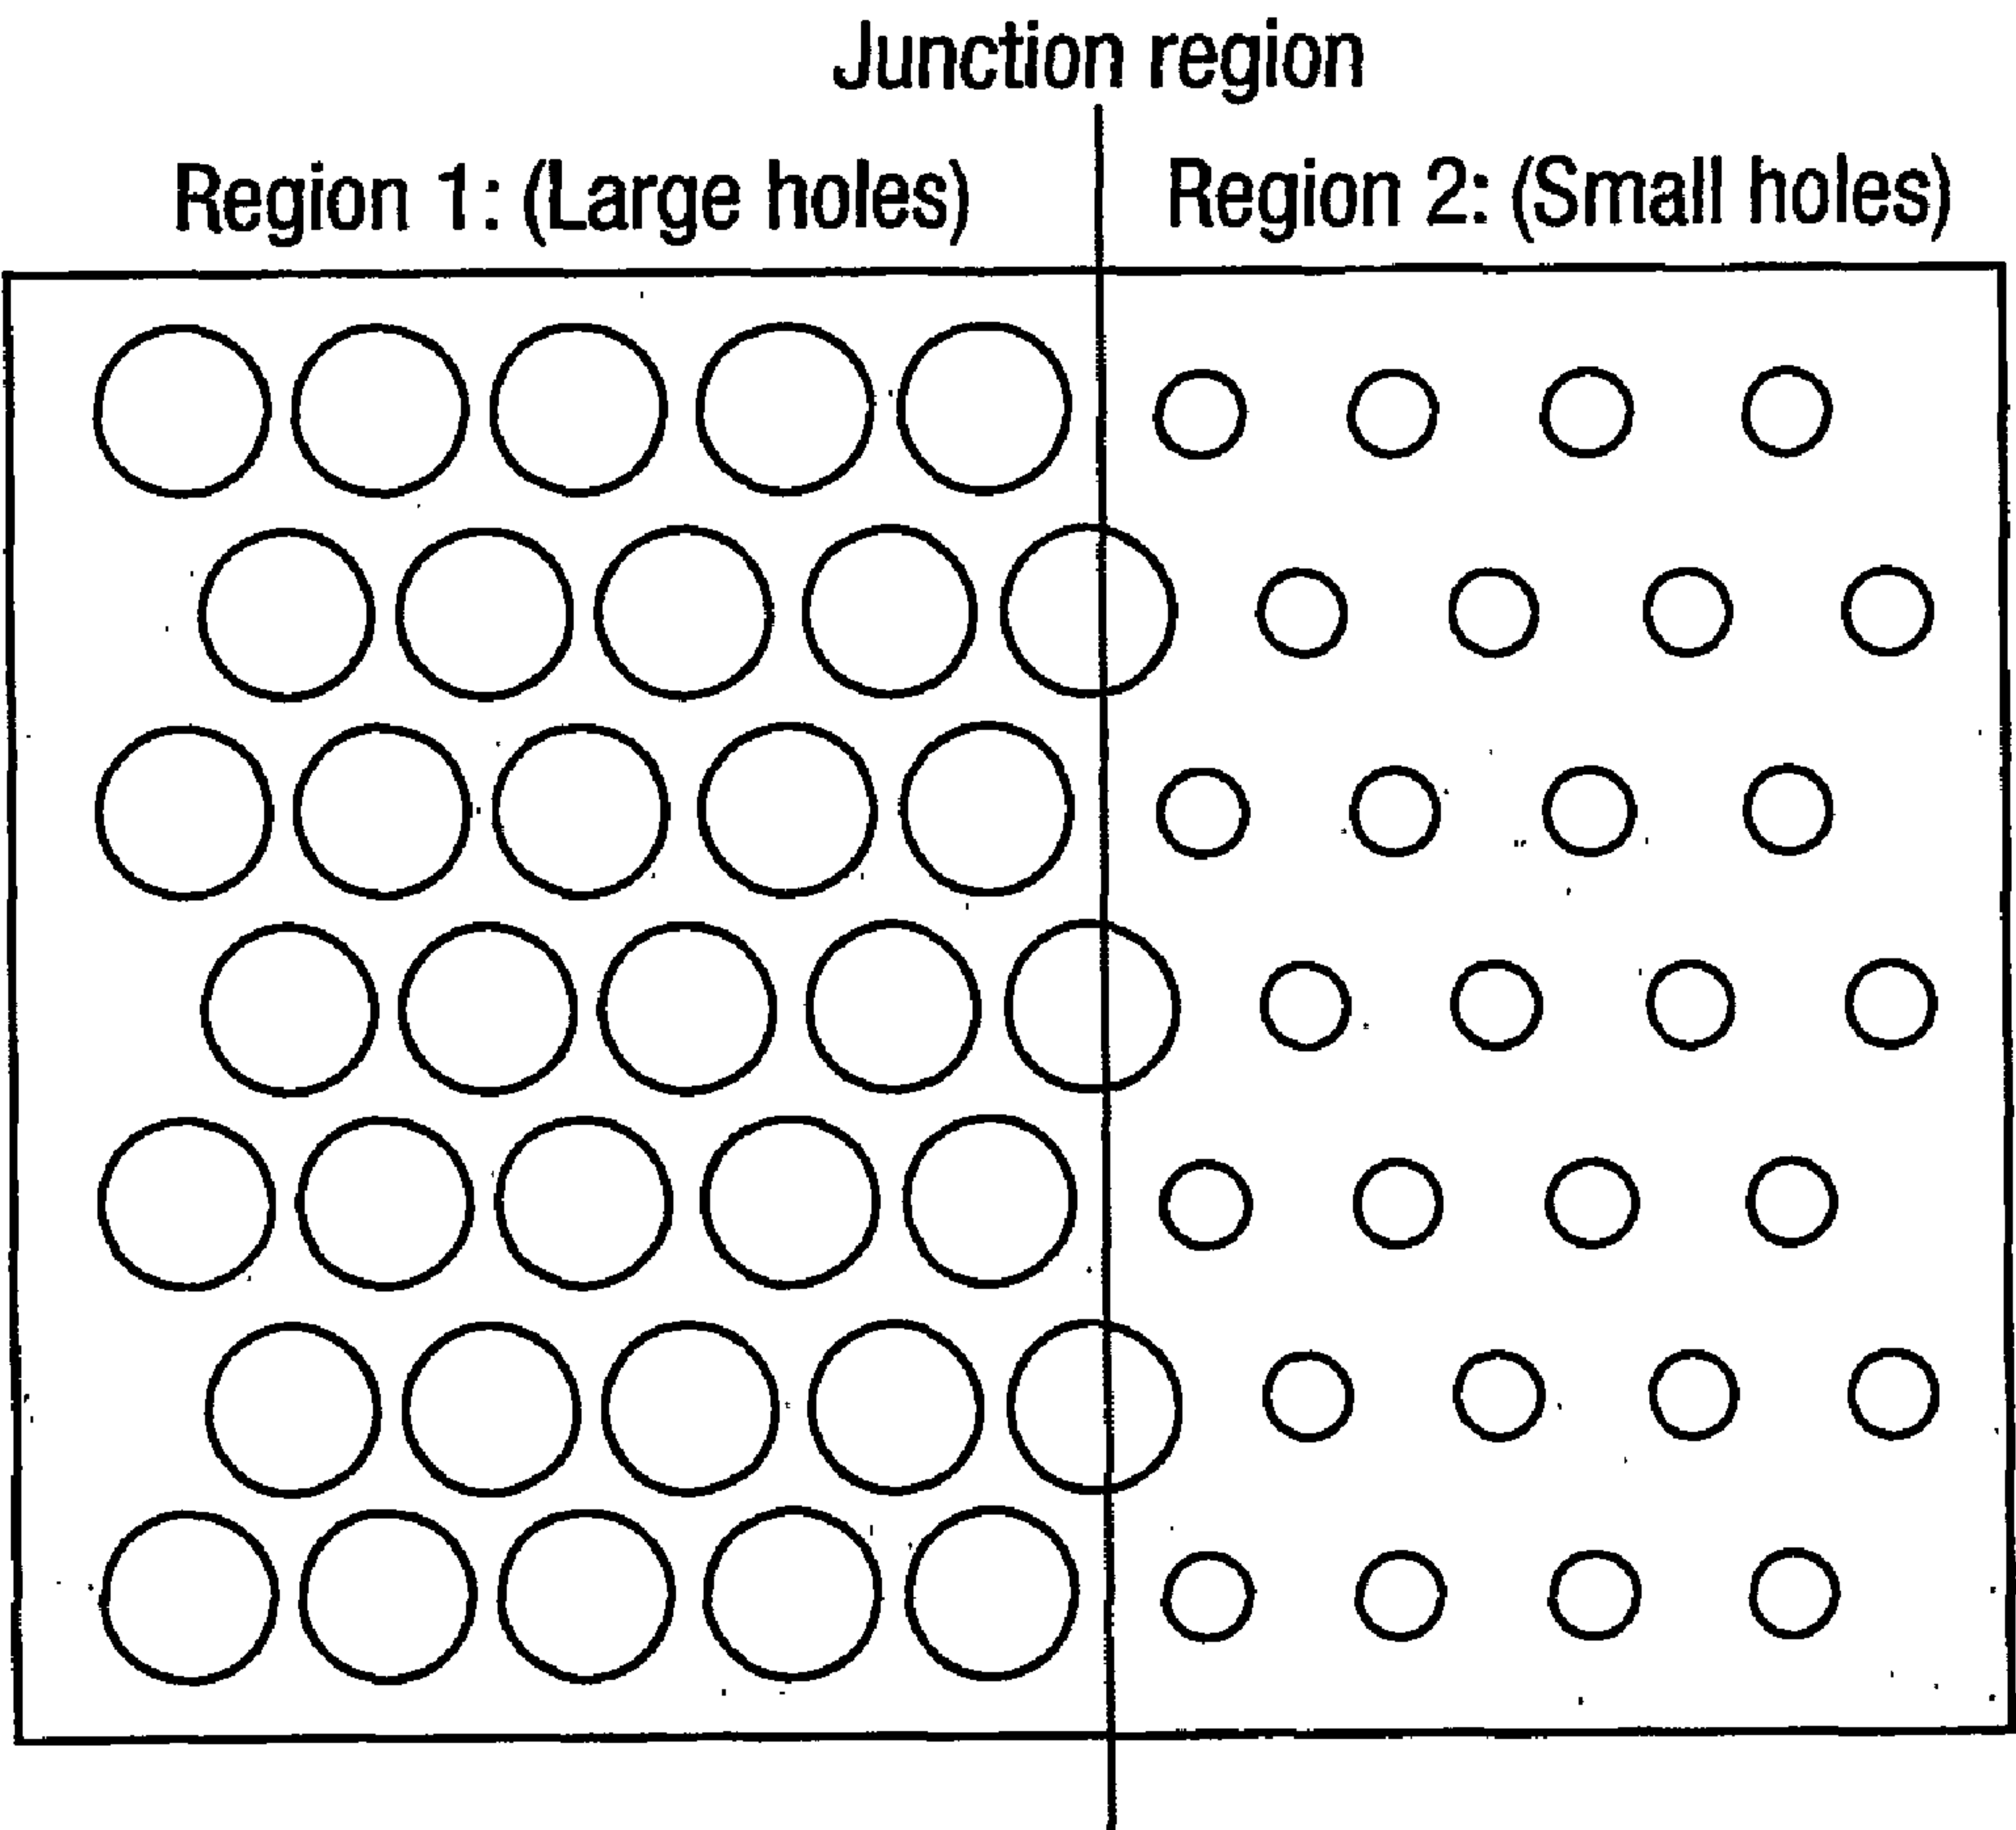 Junction region
Region 1: (Large holes)
Region 2: (Small holes)